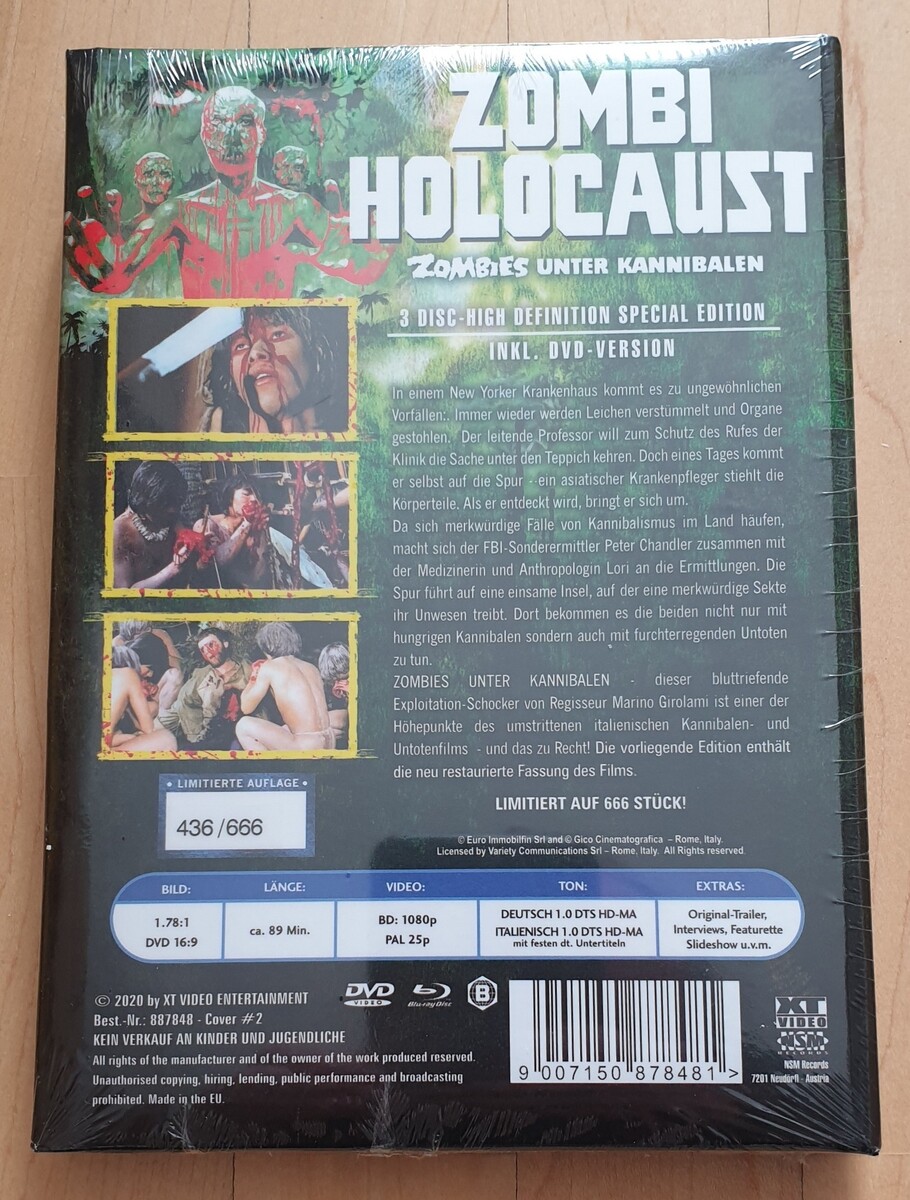 ZOMBI
HOLOCAUST
ZOMBIES UNTER KANNIBALEN
3 DISC-HIGH DEFINITION SPECIAL EDITION
INKL. DVD-VERSION
In einem New Yorker Krankenhaus kommt es zu ungewöhnlichen
Vorfällen:. Immer wieder werden Leichen verstümmelt und Organe
gestohlen. Der leitende Professor will zum Schutz des Rufes der
Klinik die Sache unter den Teppich kehren. Doch eines Tages kommt
er selbst auf die Spur - ein asiatischer Krankenpfleger stiehlt die
Körperteile. Als er entdeckt wird, bringt er sich um.
Da sich merkwürdige Fälle von Kannibalismus im Land häufen,
macht sich der FBI-Sonderermittler Peter Chandler zusammen mit
der Medizinerin und Anthropologin Lori an die Ermittlungen. Die
Spur führt auf eine einsame Insel, auf der eine merkwürdige Sekte
ihr Unwesen treibt. Dort bekommen es die beiden nicht nur mit
hungrigen Kannibalen sondern auch mit furchterregenden Untoten
zu tun.
ZOMBIES UNTER KANNIBALEN - dieser bluttriefende
Exploitation-Schocker von Regisseur Marino Girolami ist einer der
Höhepunkte des umstrittenen italienischen Kannibalen- und
Untotenfilms - und das zu Recht! Die vorliegende Edition enthält
die neu restaurierte Fassung des Films.
LIMITIERT AUF 666 STÜCK!
• LIMITIERTE AUFLAGE •
436 /666
© Euro Immobilfin Srl and © Gico Cinematografica – Rome, Italy.
Licensed by Variety Communications Srl – Rome, Italy. All Rights reserved.
BILD: LÄNGE: VIDEO: TON: EXTRAS:
1.78:1
DVD 16:9
ca. 89 Min.
BD: 1080p
PAL 25p
DEUTSCH 1.0 DTS HD-MA
ITALIENISCH 1.0 DTS HD-MA
mit festen dt. Untertiteln
Original-Trailer,
Interviews, Featurette
Slideshow u.v.m.
© 2020 by XT VIDEO ENTERTAINMENT
Best.-Nr.: 887848 - Cover #2
KEIN VERKAUF AN KINDER UND JUGENDLICHE
All rights of the manufacturer and of the owner of the work produced reserved.
Unauthorised copying, hiring, lending, public performance and broadcasting
prohibited. Made in the EU.
DVD VIDEO
Blu-ray Disc
B
9 007150 878481 >
XT
VIDEO
NSM
RECORDS
NSM Records
7201 Neudörfl - Austria